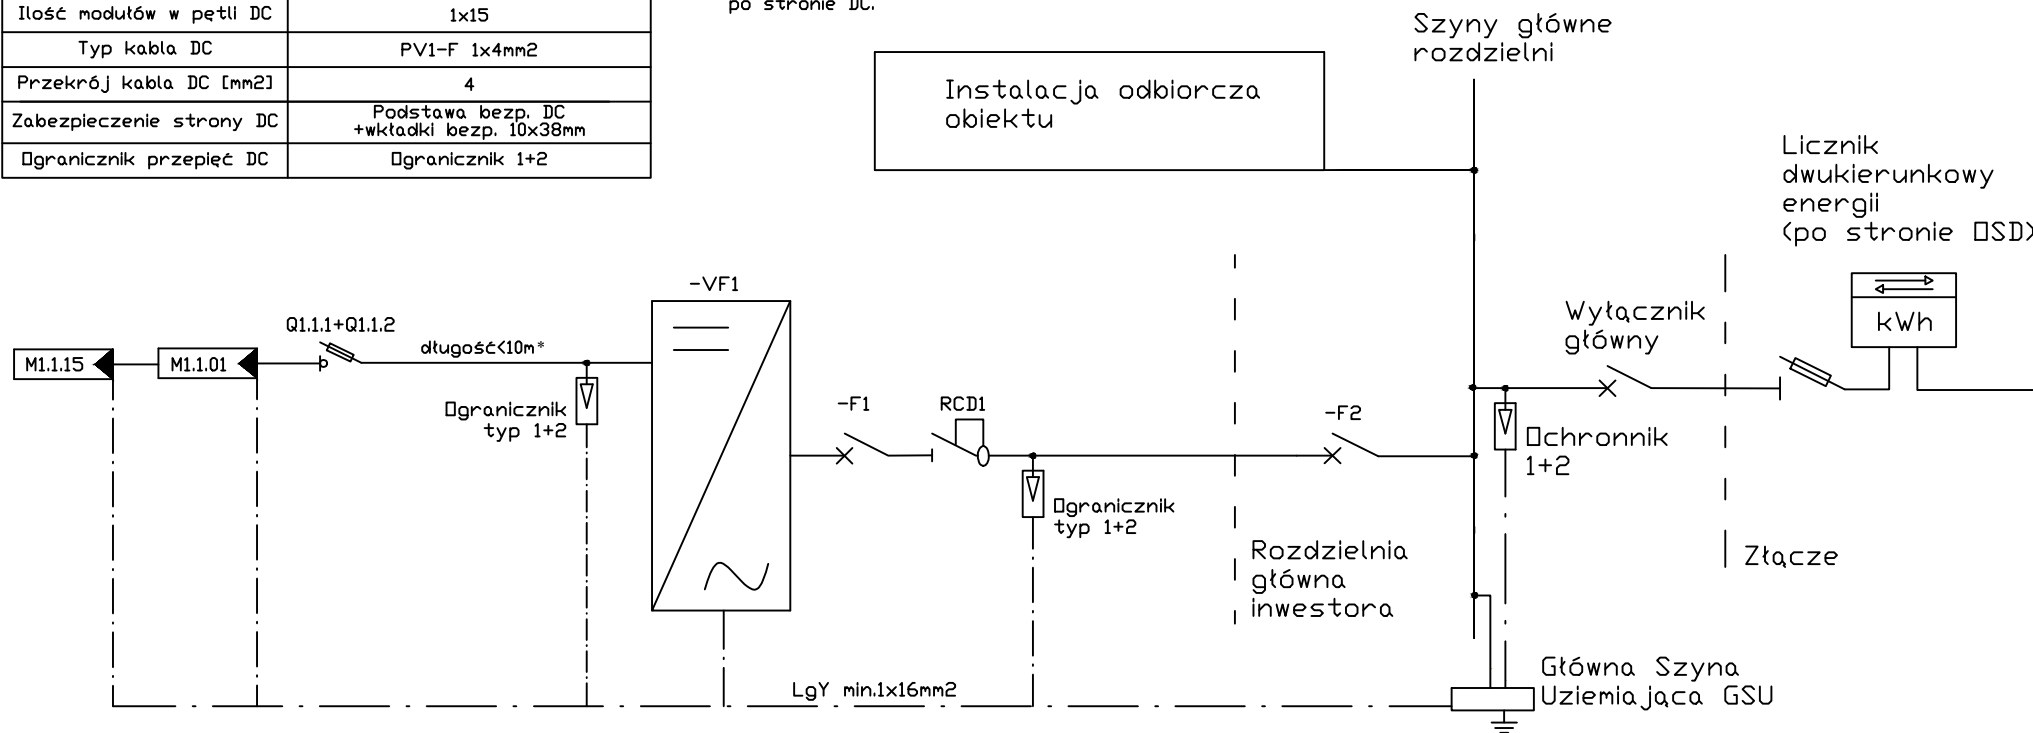 Ilość modułów w pętli DC 1x15
Typ kabla DC PV1-F 1x4mm2
Przekrój kabla DC [mm2] 4
Zabezpieczenie strony DC Podstawa bezp. DC
+wkładki bezp. 10x38mm
Ogranicznik przepięć DC Ogranicznik 1+2
po stronie DC.
Instalacja odbiorcza
obiektu
Szyny główne
rozdzielni
Licznik
dwukierunkowy
energii
(po stronie OSD)
kWh
Wyłącznik
główny
-VF1
Q1.1.1+Q1.1.2
M1.1.15
M1.1.01
długość<10m*
Ogranicznik
typ 1+2
-F1
RCD1
-F2
Ochronnik
1+2
Ogranicznik
typ 1+2
Rozdzielnia
główna
inwestora
Złącze
LgY min.1x16mm2
Główna Szyna
Uziemiająca GSU